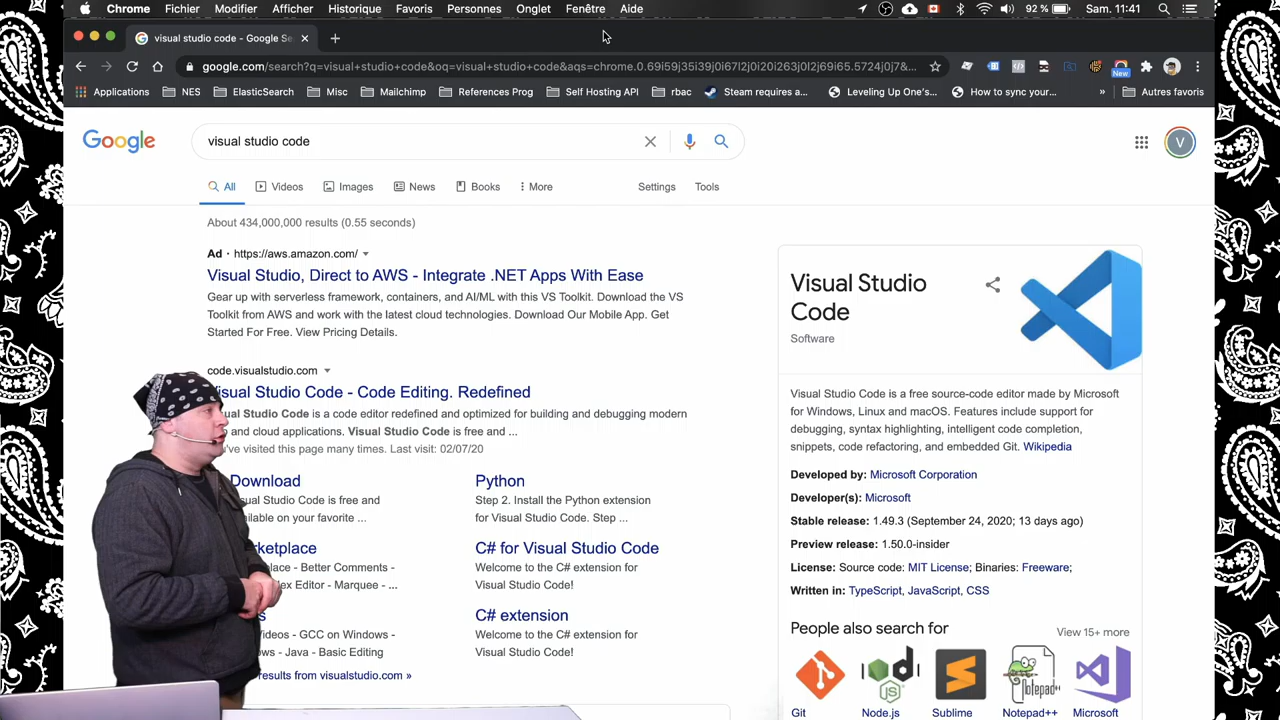 Chrome Fichier Modifier Afficher Historique Favoris Personnes Onglet Fenêtre Aide 92 % Sam. 11:41
visual studio code - Google Se
google.com/search?q=visual+studio+code&oq=visual+studio+code&aqs=chrome.0.69i59j35i39j0i67l2j0i20i263j0l2j69i65.5724j0j7&...
New
Applications NES ElasticSearch Misc Mailchimp References Prog Self Hosting API rbac Steam requires a... Leveling Up One's... How to sync your... » Autres favoris
Google
visual studio code
V
All Videos Images News Books More Settings Tools
About 434,000,000 results (0.55 seconds)
Ad · https://aws.amazon.com/
Visual Studio, Direct to AWS - Integrate .NET Apps With Ease
Gear up with serverless framework, containers, and AI/ML with this VS Toolkit. Download the VS
Toolkit from AWS and work with the latest cloud technologies. Download Our Mobile App. Get
Started For Free. View Pricing Details.
code.visualstudio.com
isual Studio Code - Code Editing. Redefined
ual Studio Code is a code editor redefined and optimized for building and debugging modern
and cloud applications. Visual Studio Code is free and ...
've visited this page many times. Last visit: 02/07/20
Download
sual Studio Code is free and
ilable on your favorite ...
Python
Step 2. Install the Python extension
for Visual Studio Code. Step ...
rketplace
place - Better Comments -
ex Editor - Marquee - ...
C# for Visual Studio Code
Welcome to the C# extension for
Visual Studio Code!
s
ideos - GCC on Windows -
s - Java - Basic Editing
C# extension
Welcome to the C# extension for
Visual Studio Code!
results from visualstudio.com »
Visual Studio
Code
Software
Visual Studio Code is a free source-code editor made by Microsoft
for Windows, Linux and macOS. Features include support for
debugging, syntax highlighting, intelligent code completion,
snippets, code refactoring, and embedded Git. Wikipedia
Developed by: Microsoft Corporation
Developer(s): Microsoft
Stable release: 1.49.3 (September 24, 2020; 13 days ago)
Preview release: 1.50.0-insider
License: Source code: MIT License; Binaries: Freeware;
Written in: TypeScript, JavaScript, CSS
People also search for View 15+ more
Git Node.js Sublime Notepad++ Microsoft